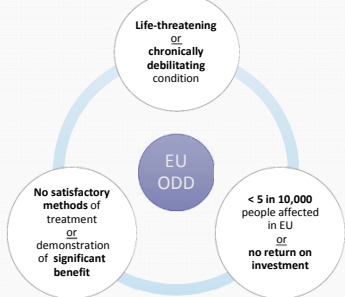 Life-threatening
or
chronically
debilitating
condition
EU
ODD
No satisfactory
methods of
treatment
or
demonstration
of significant
benefit
< 5 in 10,000
people affected
in EU
or
no return on
investment